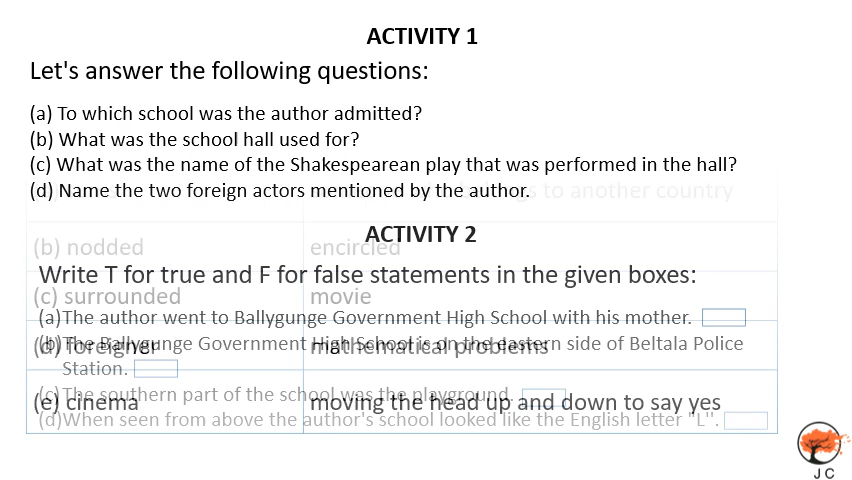 ACTIVITY 1
Let's answer the following questions:
(a) To which school was the author admitted?
(b) What was the school hall used for?
(c) What was the name of the Shakespearean play that was performed in the hall?
(d) Name the two foreign actors mentioned by the author.
to another country
ACTIVITY 2
(b) nodded encircled
Write T for true and F for false statements in the given boxes:
(c) surrounded movie
(a)The author went to Ballygunge Government High School with his mother.
(b)The Ballygunge Government High School is on the eastern side of Beltala Police
(d) foreigner mathematical problems
Station.
(c)The southern part of the school was the playground.
(e) cinema moving the head up and down to say yes
(d)When seen from above the author's school looked like the English letter "L".
J C